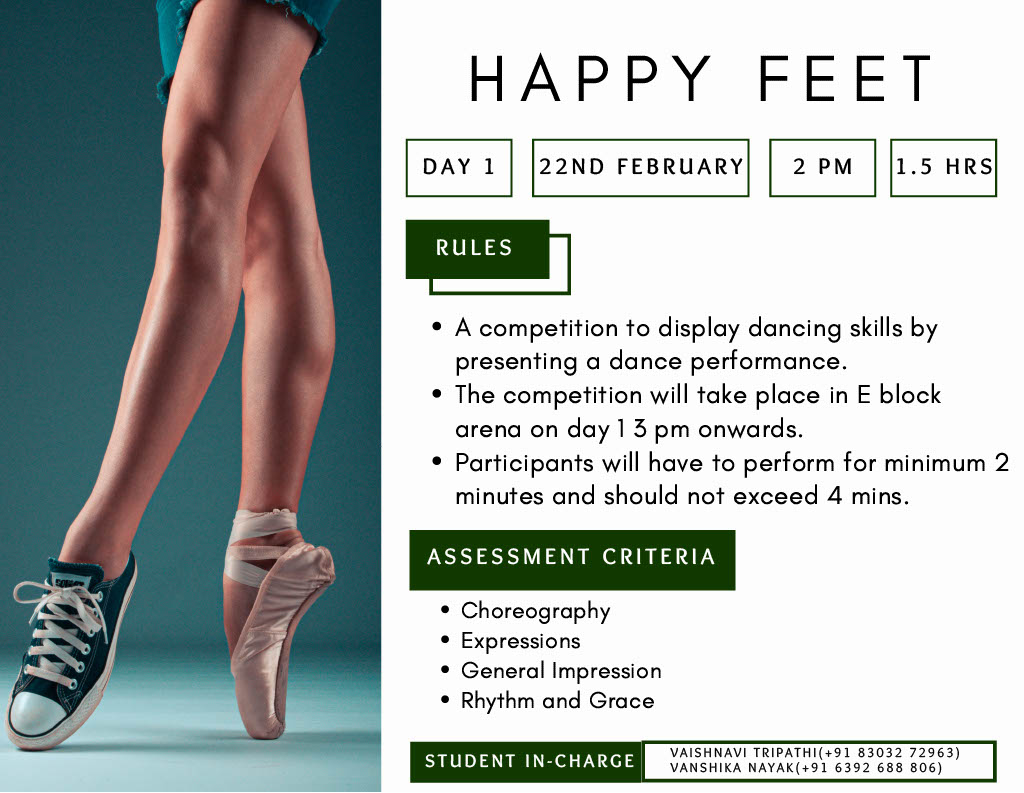 HAPPY FEET
DAY 1
22ND FEBRUARY
2 PM
1.5 HRS
RULES
• A competition to display dancing skills by
presenting a dance performance.
• The competition will take place in E block
arena on day 1 3 pm onwards.
• Participants will have to perform for minimum 2
minutes and should not exceed 4 mins.
ASSESSMENT CRITERIA
• Choreography
• Expressions
• General Impression
• Rhythm and Grace
STUDENT IN-CHARGE
VAISHNAVI TRIPATHI(+91 83032 72963)
VANSHIKA NAYAK(+91 6392 688 806)